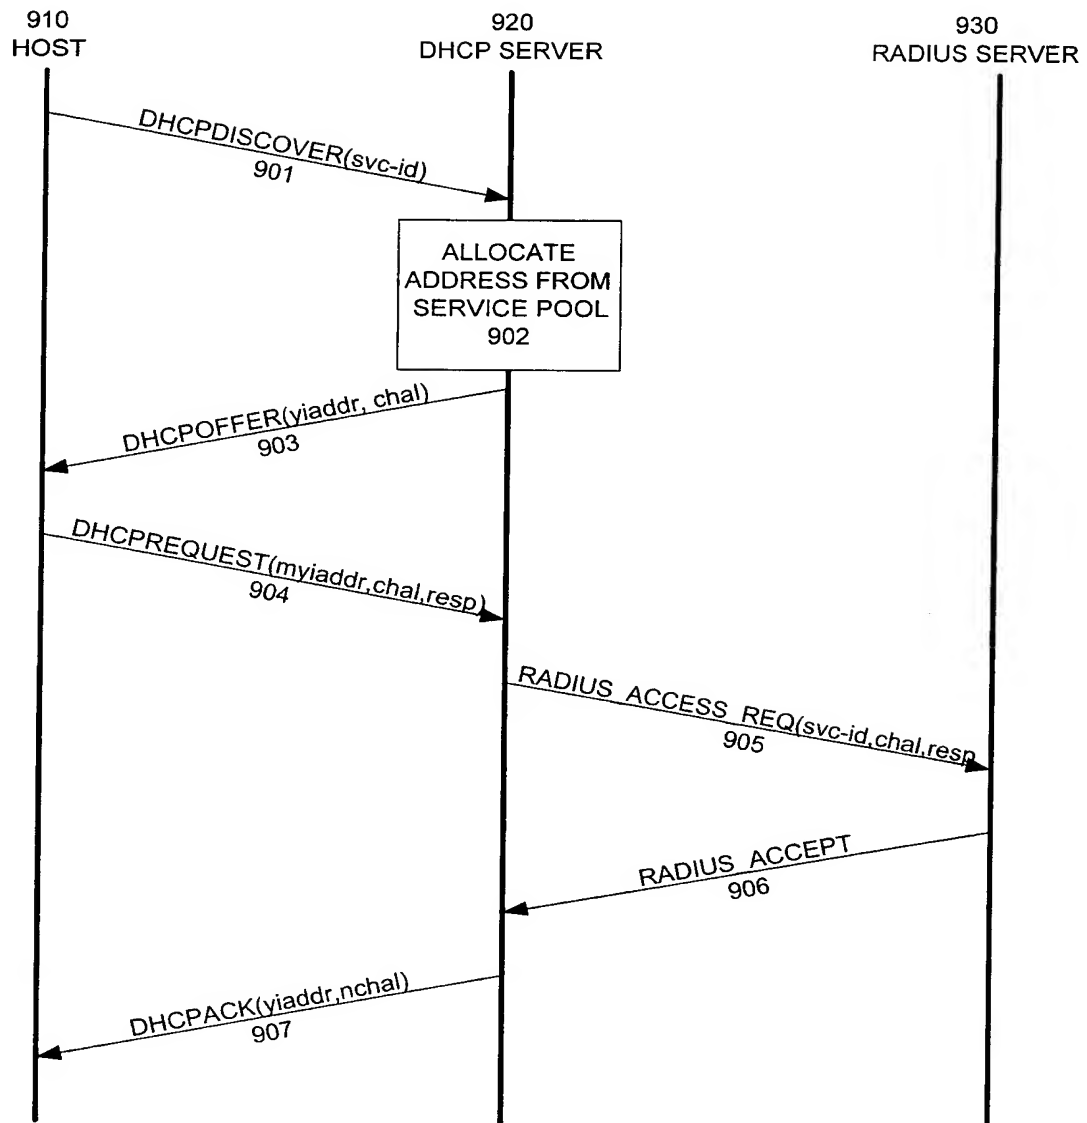 910
HOST
920
DHCP SERVER
930
RADIUS SERVER
DHCPDISCOVER(svc-id)
901
ALLOCATE
ADDRESS FROM
SERVICE POOL
902
DHCPOFFER(yiaddr, chal)
903
DHCPREQUEST(myiaddr,chal,resp)
904
RADIUS_ACCESS_REQ(svc-id,chal,resp
905
RADIUS_ACCEPT
906
DHCPACK(yiaddr,nchal)
907